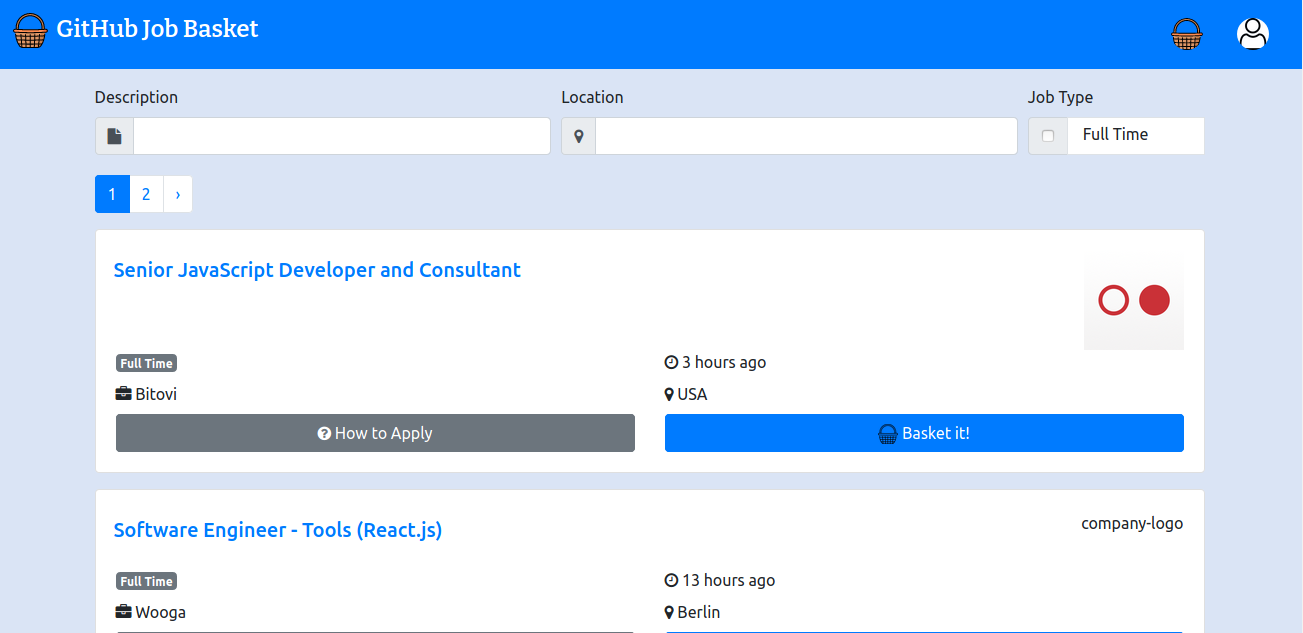 GitHub Job Basket
Description
Location
Job Type
Full Time
1 2 ›
Senior JavaScript Developer and Consultant
Full Time
3 hours ago
Bitovi
USA
How to Apply
Basket it!
Software Engineer - Tools (React.js)
company-logo
Full Time
13 hours ago
Wooga
Berlin